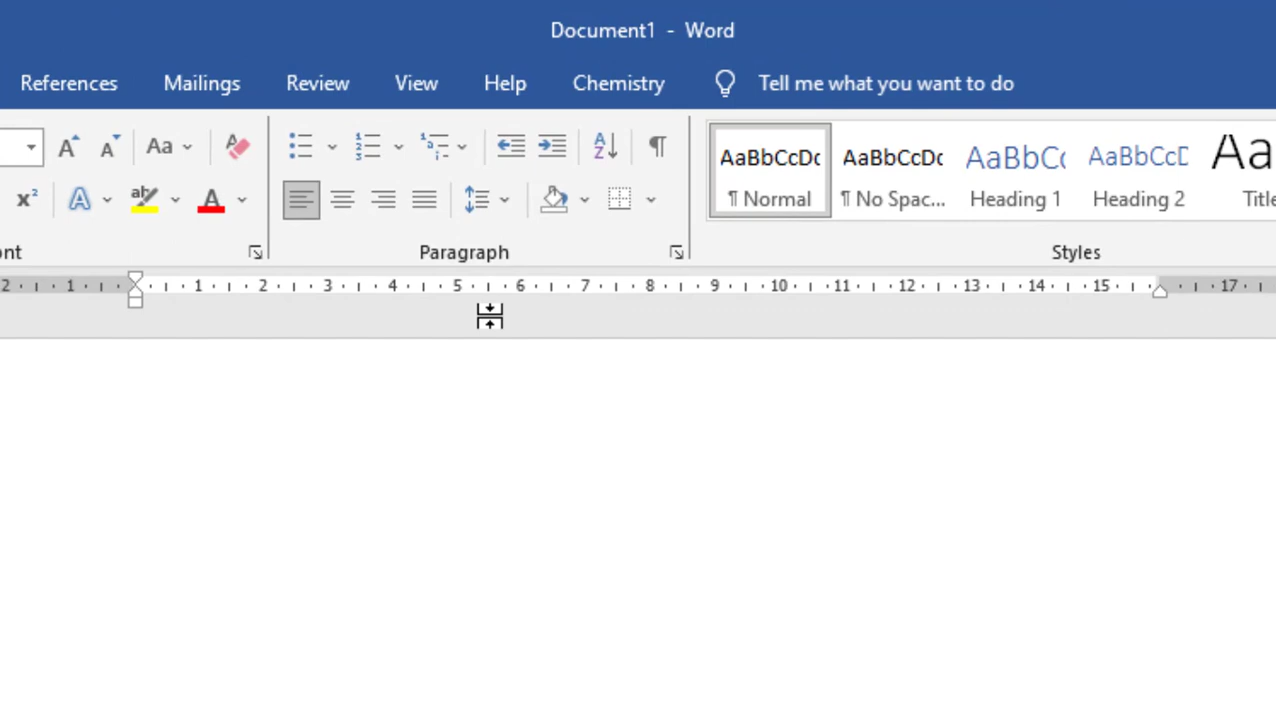 Document1 - Word
References Mailings Review View Help Chemistry Tell me what you want to do
Aa AaBbCcDc AaBbCcDc AaBbCc AaBbCcD Aa
x² A ab A ¶ Normal ¶ No Spac... Heading 1 Heading 2 Title
ont Paragraph Styles
2 1 1 2 3 4 5 6 7 8 9 10 11 12 13 14 15 17